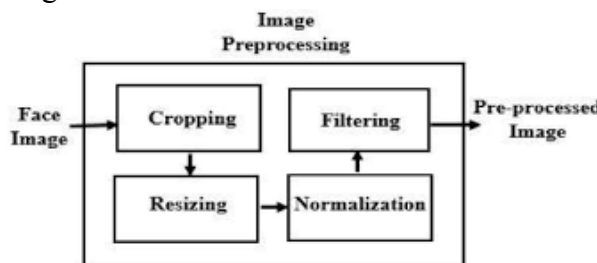 Image
Preprocessing
Face
Image
Cropping
Filtering
Pre-processed
Image
Resizing
Normalization